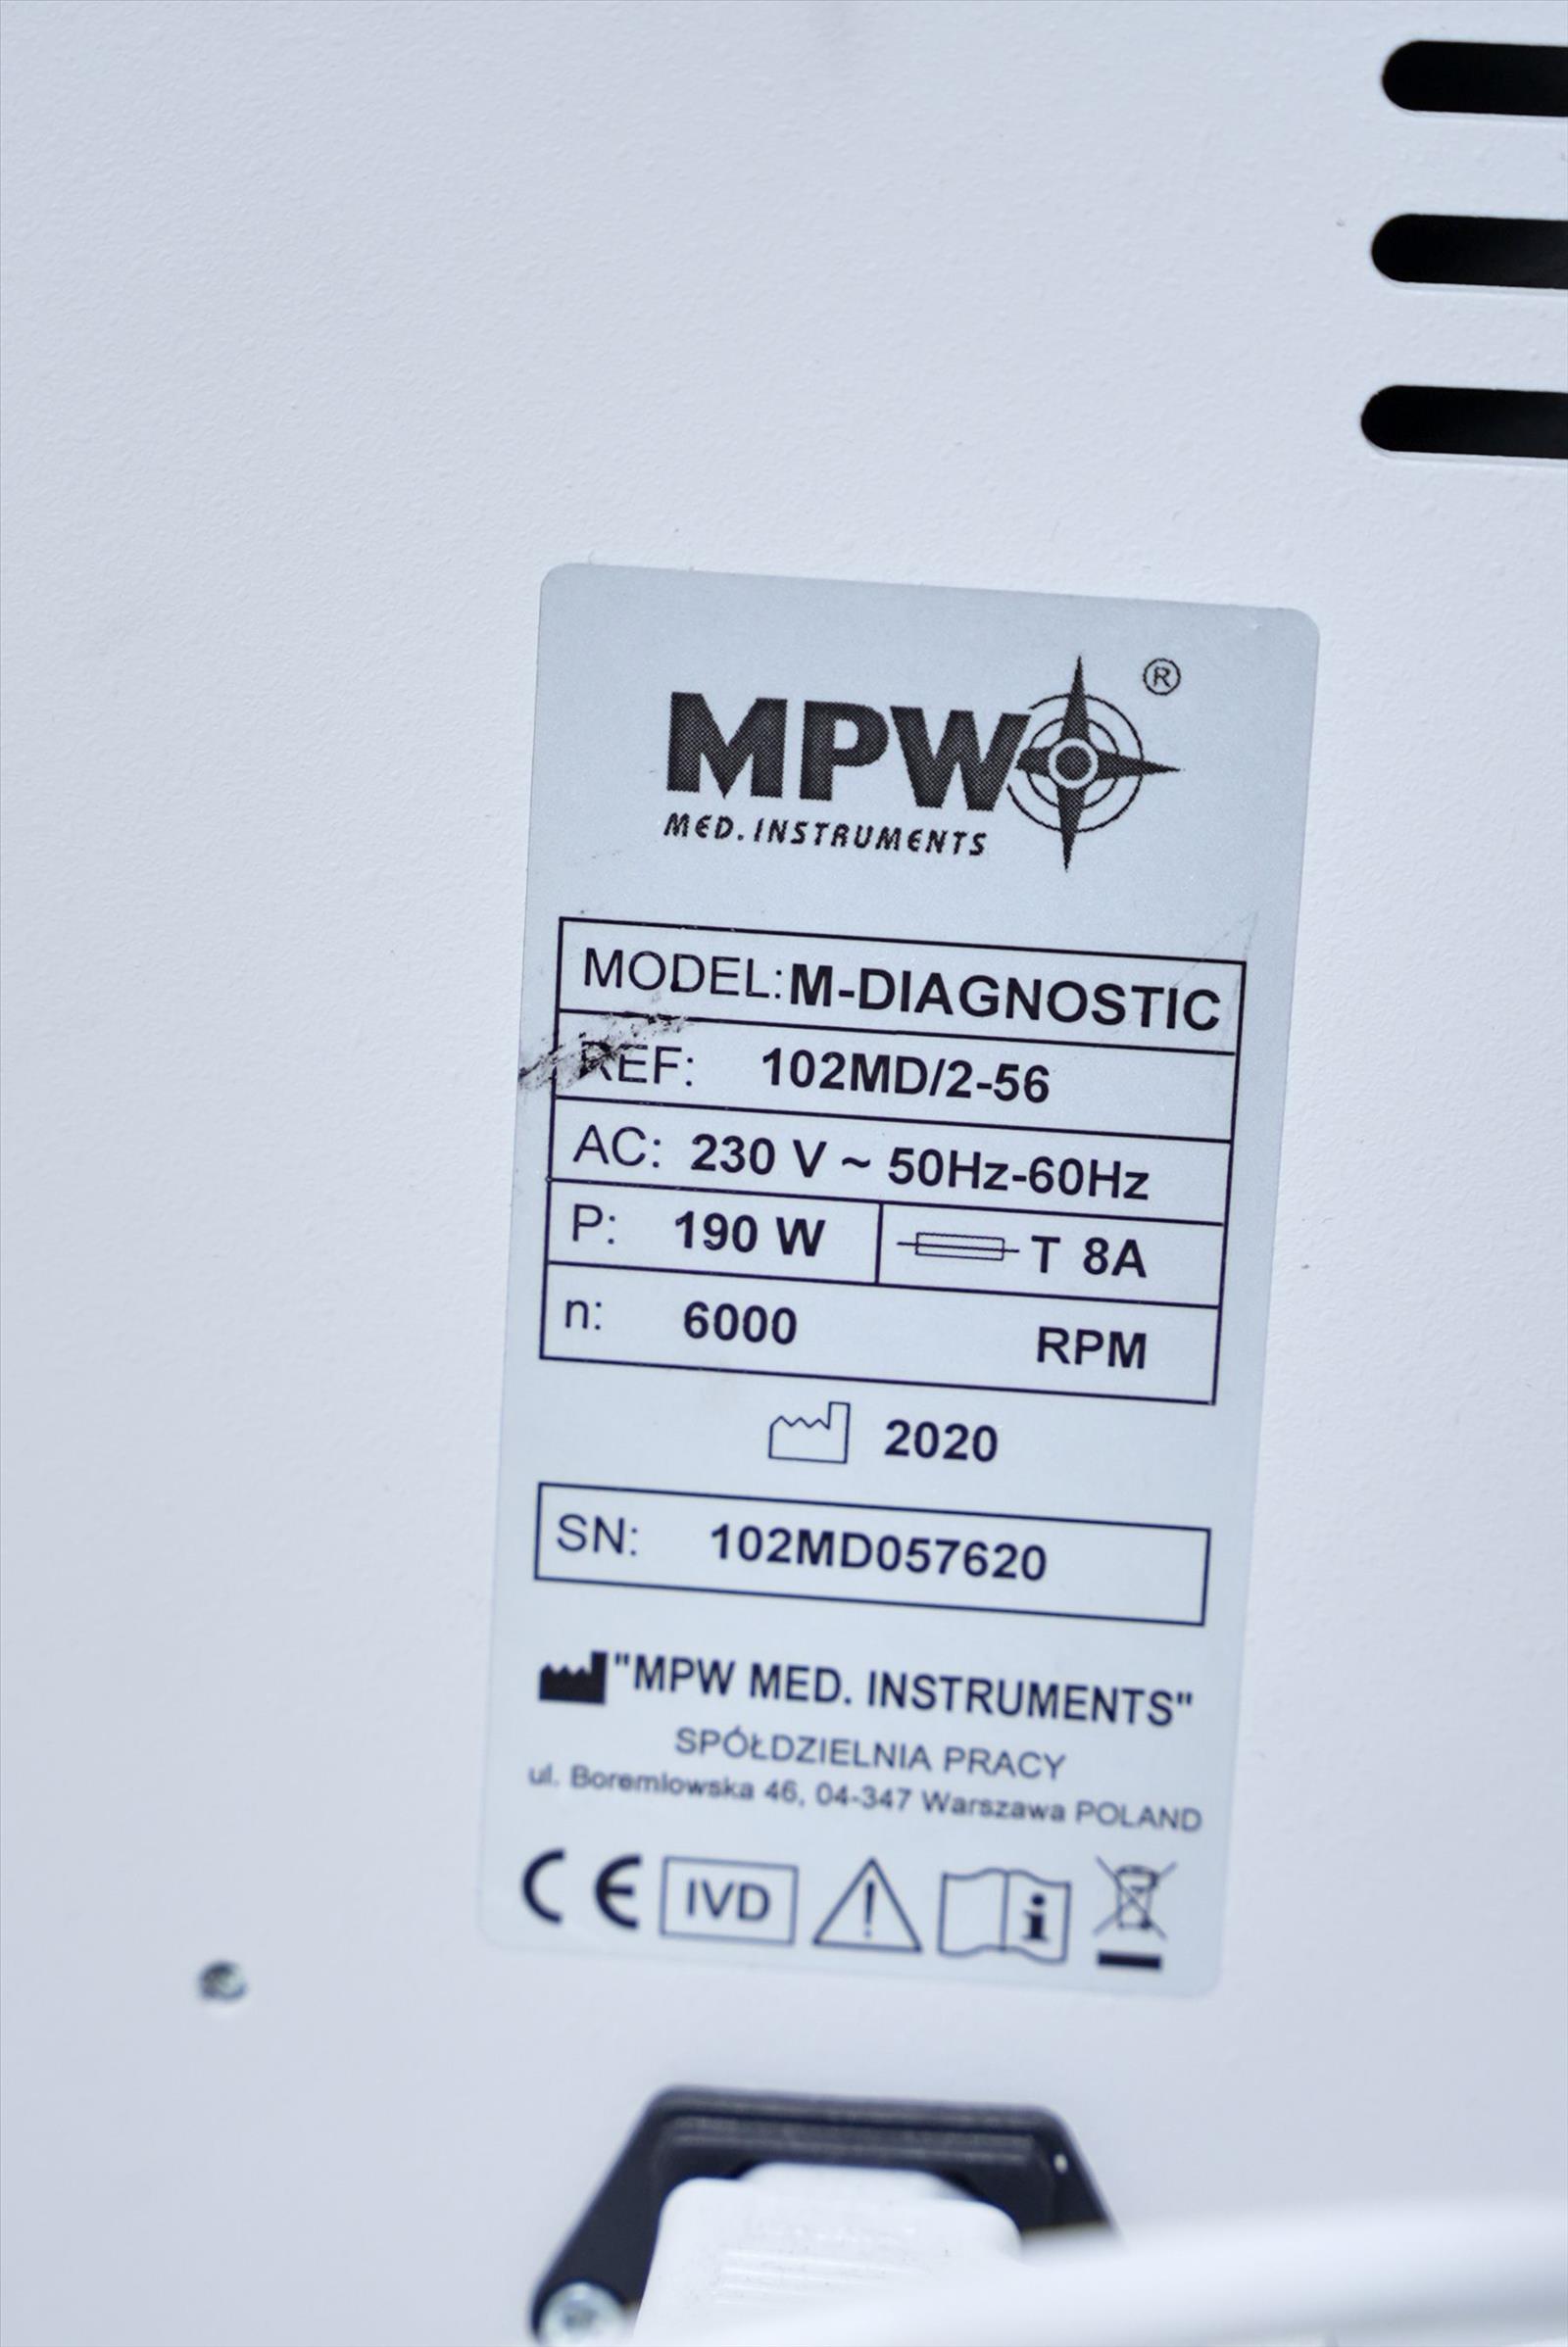 MPW ®
MED. INSTRUMENTS
MODEL: M-DIAGNOSTIC
REF: 102MD/2-56
AC: 230 V ~ 50Hz-60Hz
P: 190 W T 8A
n: 6000 RPM
2020
SN: 102MD057620
"MPW MED. INSTRUMENTS"
SPÓŁDZIELNIA PRACY
ul. Boremlowska 46, 04-347 Warszawa POLAND
CE IVD